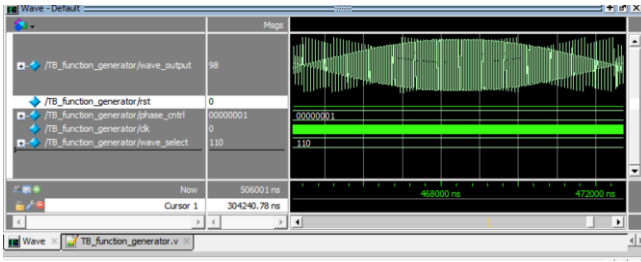 Wave - Default
Msgs
/TB_function_generator/wave_output 98
/TB_function_generator/rst 0
/TB_function_generator/phase_cntrl 00000001 00000001
/TB_function_generator/clk 0
/TB_function_generator/wave_select 110 110
Now 506001 ns 468000 ns 472000 ns
Cursor 1 304240.78 ns
Wave TB_function_generator.v